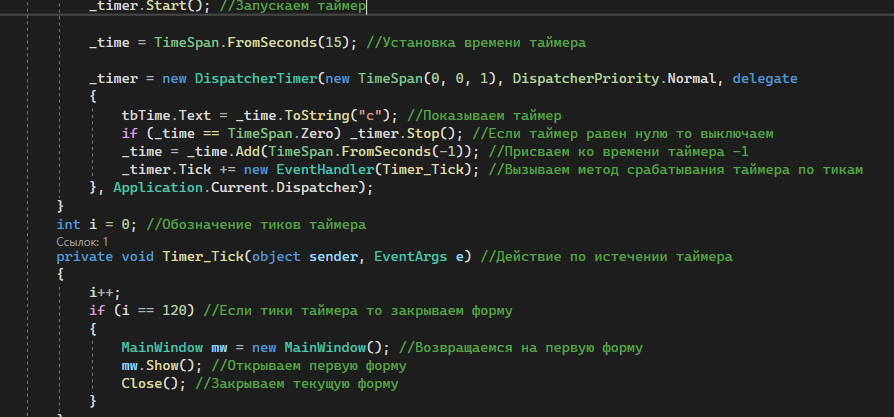 _timer.Start(); //Запускаем таймер
_time = TimeSpan.FromSeconds(15); //Установка времени таймера
_timer = new DispatcherTimer(new TimeSpan(0, 0, 1), DispatcherPriority.Normal, delegate
{
tbTime.Text = _time.ToString("c"); //Показываем таймер
if (_time == TimeSpan.Zero) _timer.Stop(); //Если таймер равен нулю то выключаем
_time = _time.Add(TimeSpan.FromSeconds(-1)); //Присваем ко времени таймера -1
_timer.Tick += new EventHandler(Timer_Tick); //Вызываем метод срабатывания таймера по тикам
}, Application.Current.Dispatcher);
}
int i = 0; //Обозначение тиков таймера
Ссылок: 1
private void Timer_Tick(object sender, EventArgs e) //Действие по истечении таймера
{
i++;
if (i == 120) //Если тики таймера то закрываем форму
{
MainWindow mw = new MainWindow(); //Возвращаемся на первую форму
mw.Show(); //Открываем первую форму
Close(); //Закрываем текущую форму
}